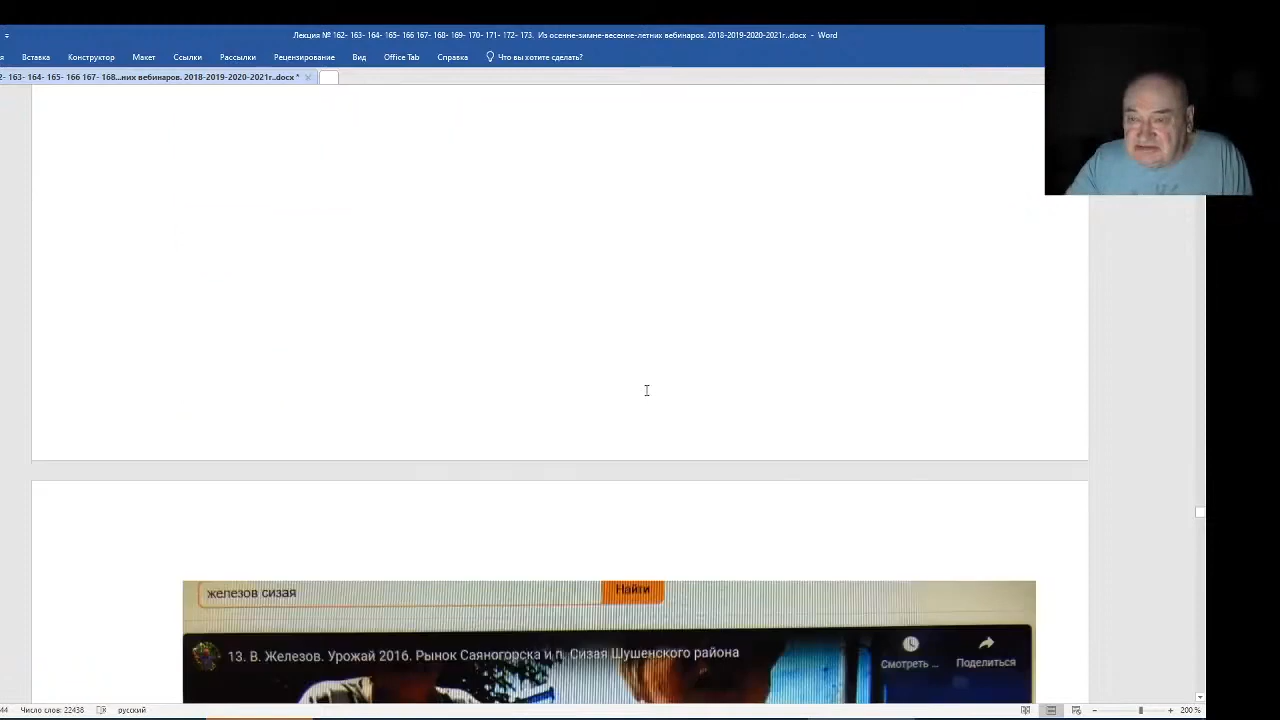 Лекция № 162- 163- 164- 165- 166 167- 168- 169- 170- 171- 172- 173. Из осенне-зимне-весенне-летних вебинаров. 2018-2019-2020-2021г..docx - Word
я Вставка Конструктор Макет Ссылки Рассылки Рецензирование Вид Office Tab Справка Что вы хотите сделать?
2- 163- 164- 165- 166 167- 168...них вебинаров. 2018-2019-2020-2021г..docx *
железов сизая Найти
13. В. Железов. Урожай 2016. Рынок Саяногорска и п. Сизая Шушенского района
Смотреть ... Поделиться
44 Число слов: 22436 русский 200 %